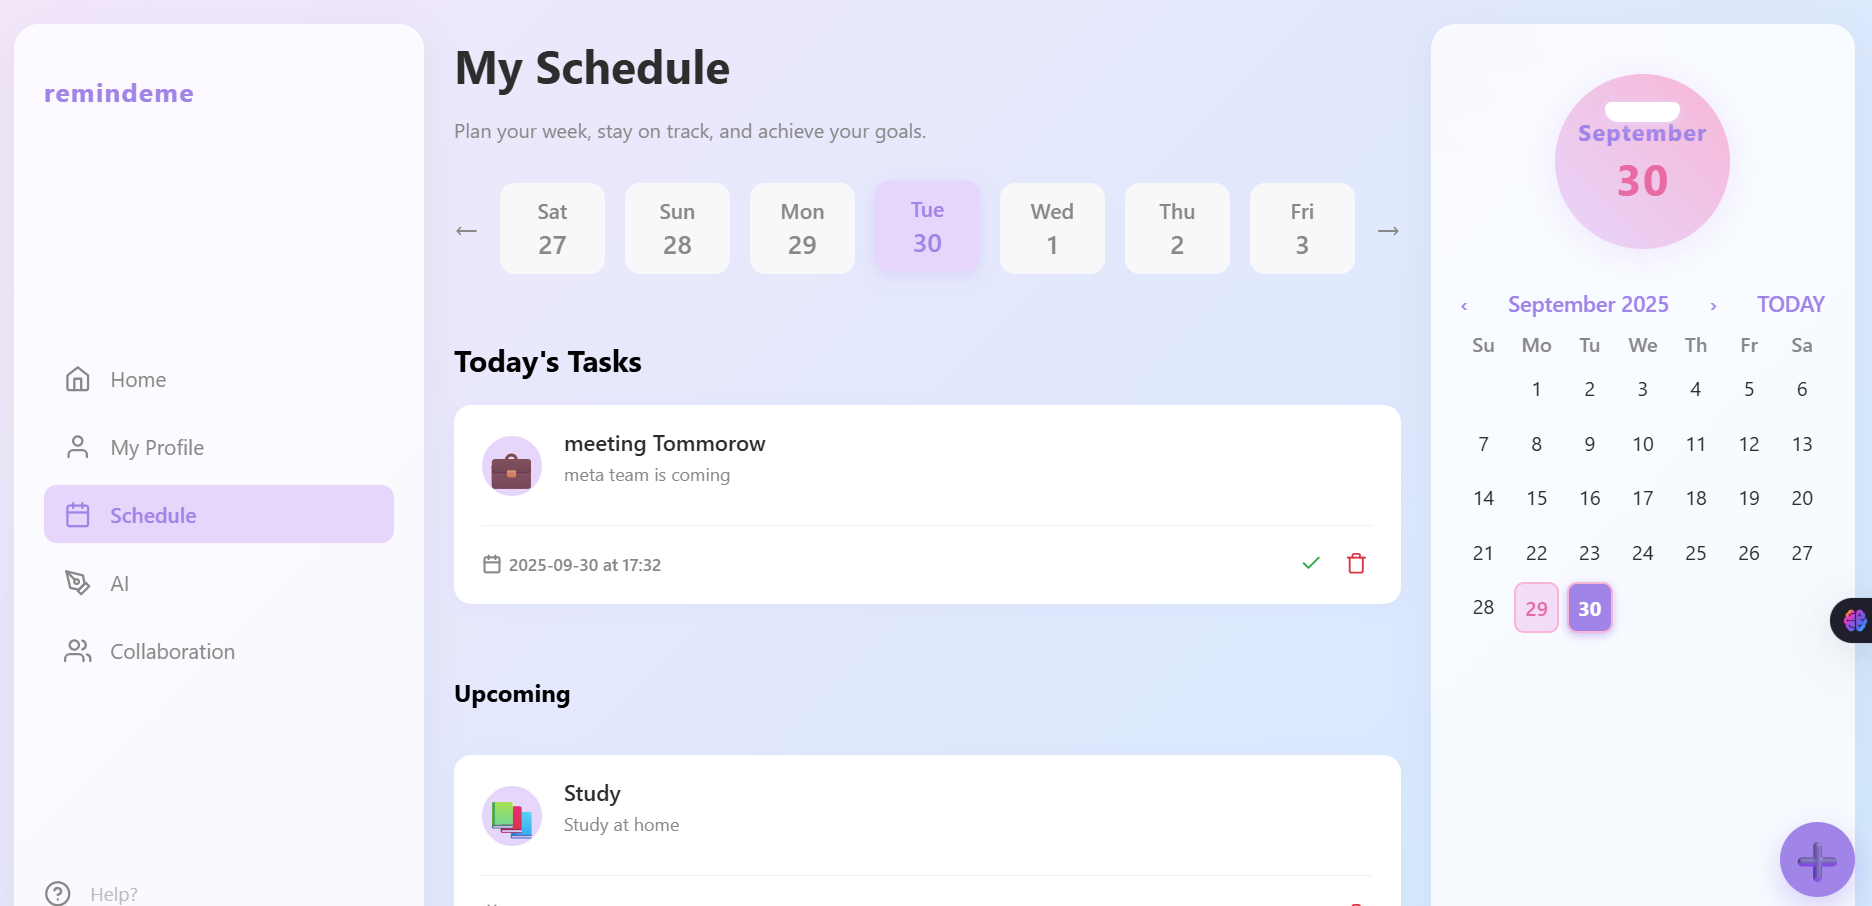 remindeme
Home
My Profile
Schedule
AI
Collaboration
Help?
My Schedule
Plan your week, stay on track, and achieve your goals.
← Sat Sun Mon Tue Wed Thu Fri →
27 28 29 30 1 2 3
Today's Tasks
meeting Tommorow
meta team is coming
2025-09-30 at 17:32
Upcoming
Study
Study at home
September
30
‹ September 2025 › TODAY
Su Mo Tu We Th Fr Sa
1 2 3 4 5 6
7 8 9 10 11 12 13
14 15 16 17 18 19 20
21 22 23 24 25 26 27
28 29 30